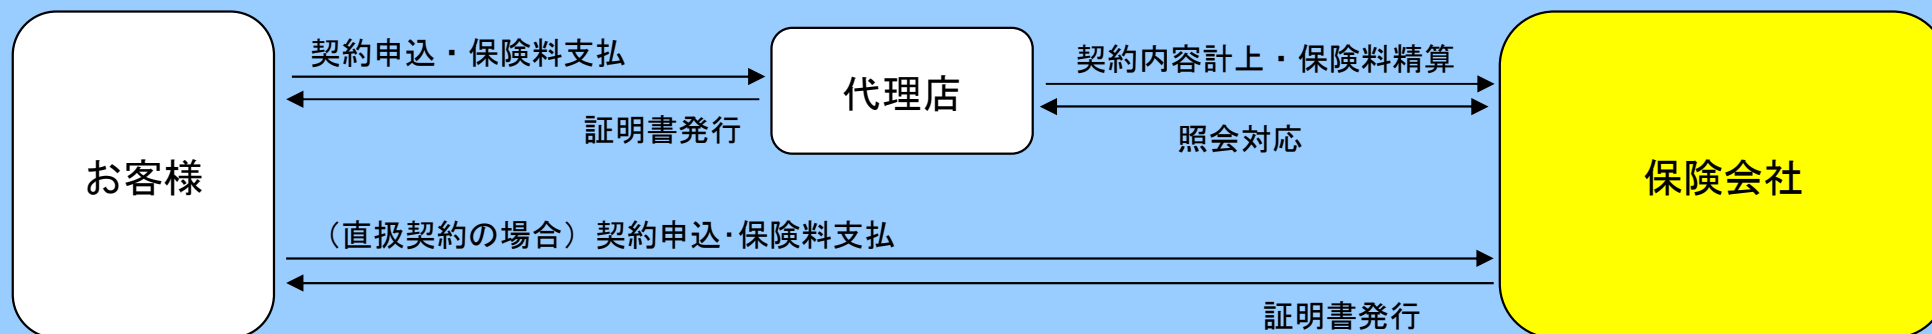 契約申込・保険料支払
契約内容計上・保険料精算
代理店
証明書発行
照会対応
お客様
保険会社
（直扱契約の場合）契約申込・保険料支払
証明書発行